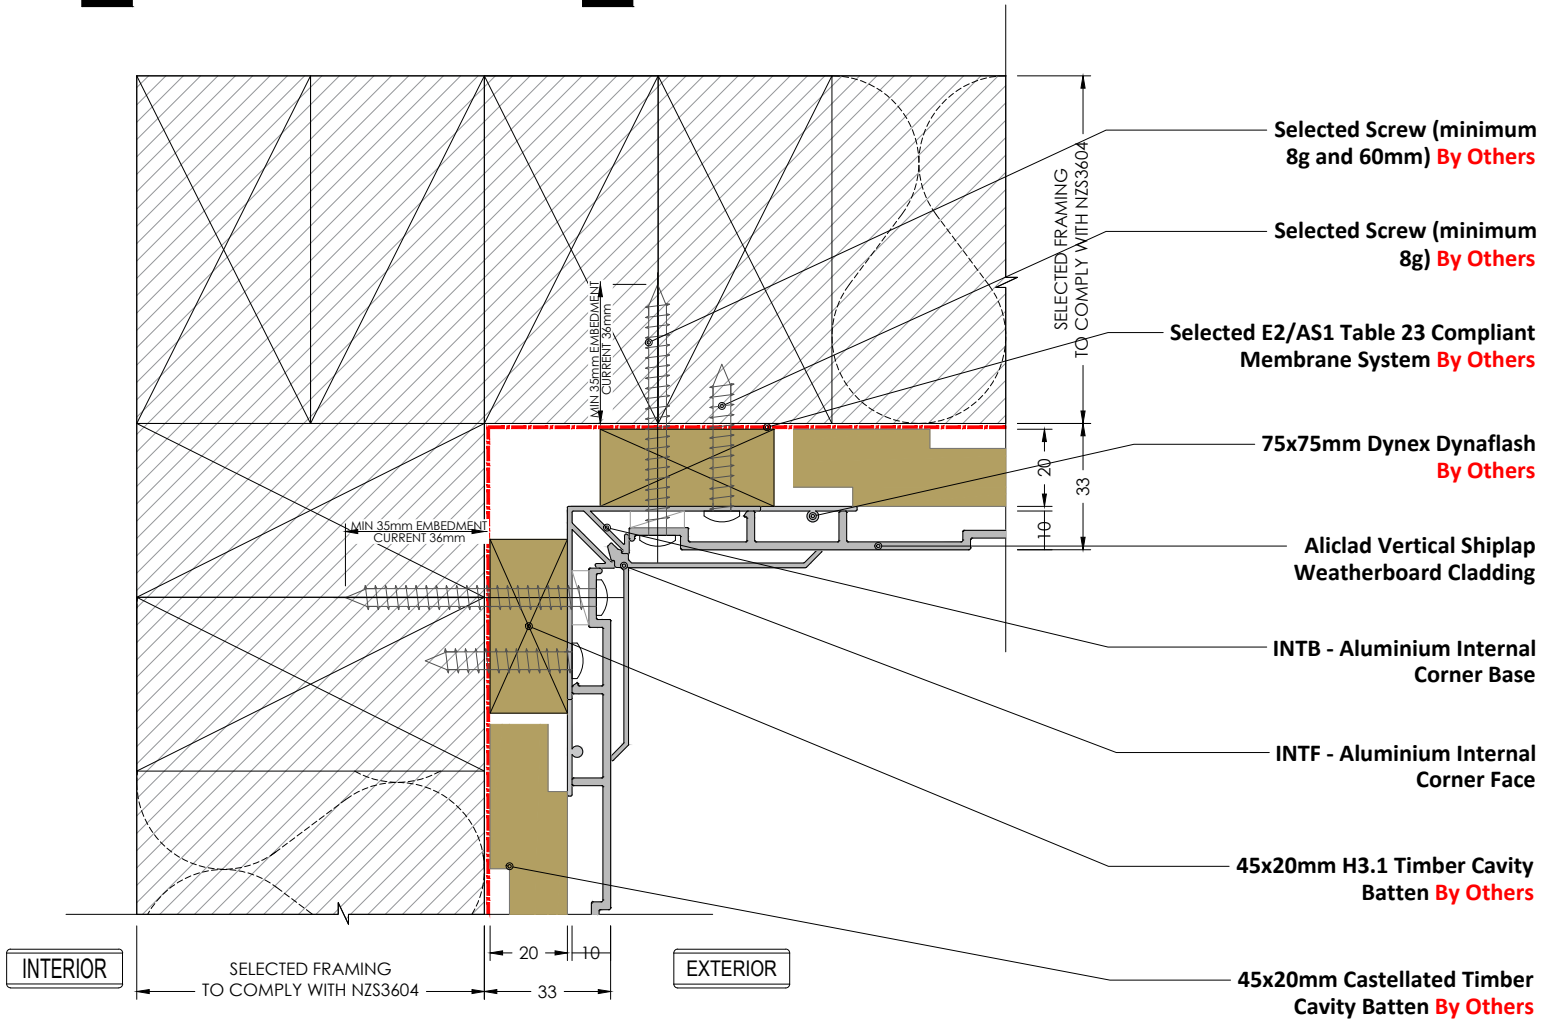 Selected Screw (minimum
8g and 60mm) By Others
Selected Screw (minimum
8g) By Others
Selected E2/AS1 Table 23 Compliant
Membrane System By Others
75x75mm Dynex Dynaflash
By Others
Aliclad Vertical Shiplap
Weatherboard Cladding
INTB - Aluminium Internal
Corner Base
INTF - Aluminium Internal
Corner Face
45x20mm H3.1 Timber Cavity
Batten By Others
45x20mm Castellated Timber
Cavity Batten By Others
SELECTED FRAMING
TO COMPLY WITH NZS3604
MIN 35mm EMBEDMENT
CURRENT 36mm
20
33
10
MIN 35mm EMBEDMENT
CURRENT 36mm
20
10
33
INTERIOR
SELECTED FRAMING
TO COMPLY WITH NZS3604
EXTERIOR